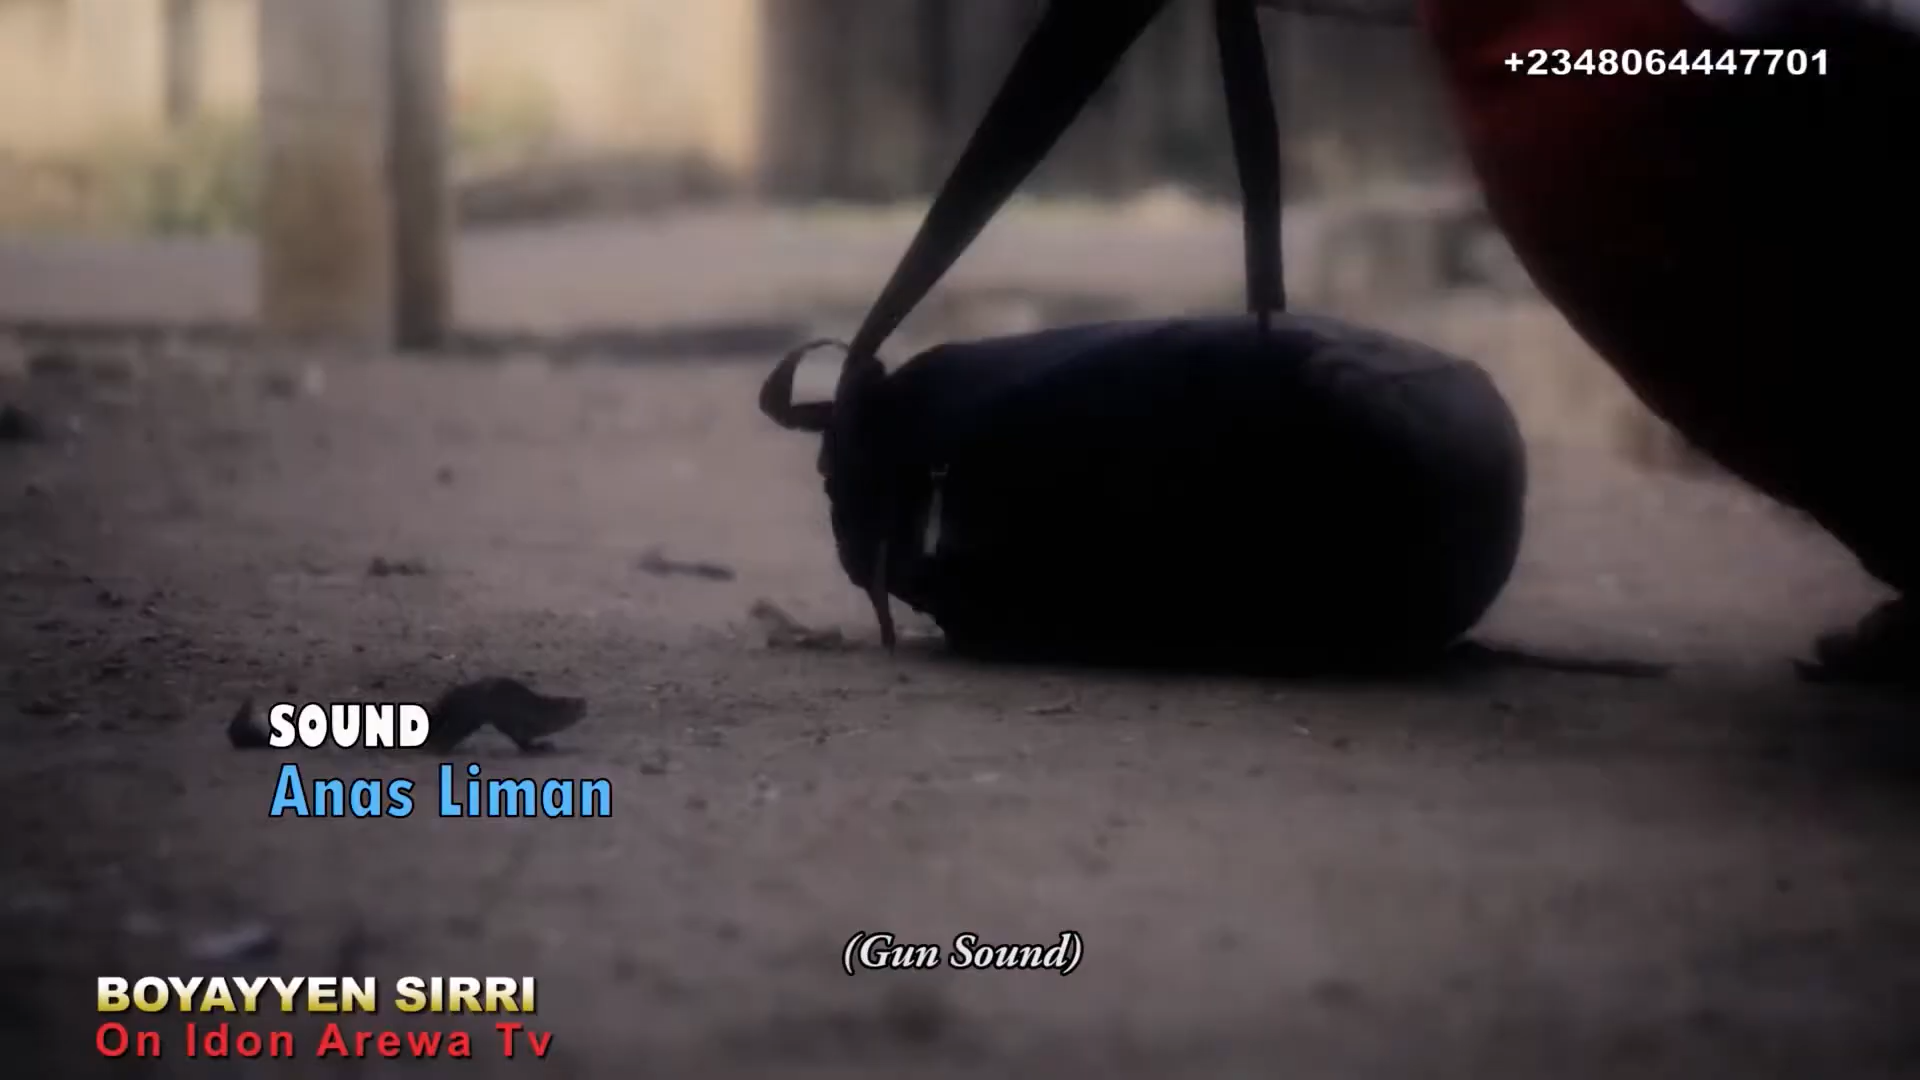 +2348064447701
SOUND
Anas Liman
(Gun Sound)
BOYAYYEN SIRRI
On Idon Arewa Tv